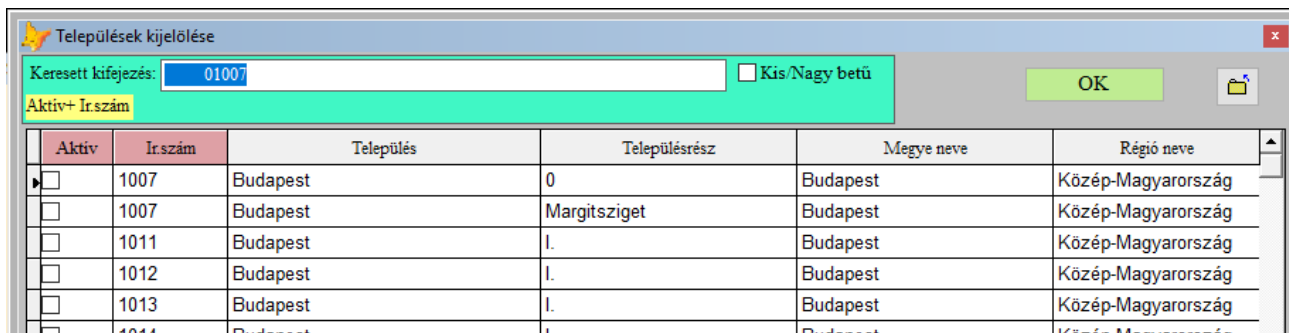 Települések kijelölése
Keresett kifejezés: 01007 Kis/Nagy betű OK
Aktiv+ Ir.szám
Aktiv Ir.szám Település Településrész Megye neve Régió neve
1007 Budapest 0 Budapest Közép-Magyarország
1007 Budapest Margitsziget Budapest Közép-Magyarország
1011 Budapest I. Budapest Közép-Magyarország
1012 Budapest I. Budapest Közép-Magyarország
1013 Budapest I. Budapest Közép-Magyarország